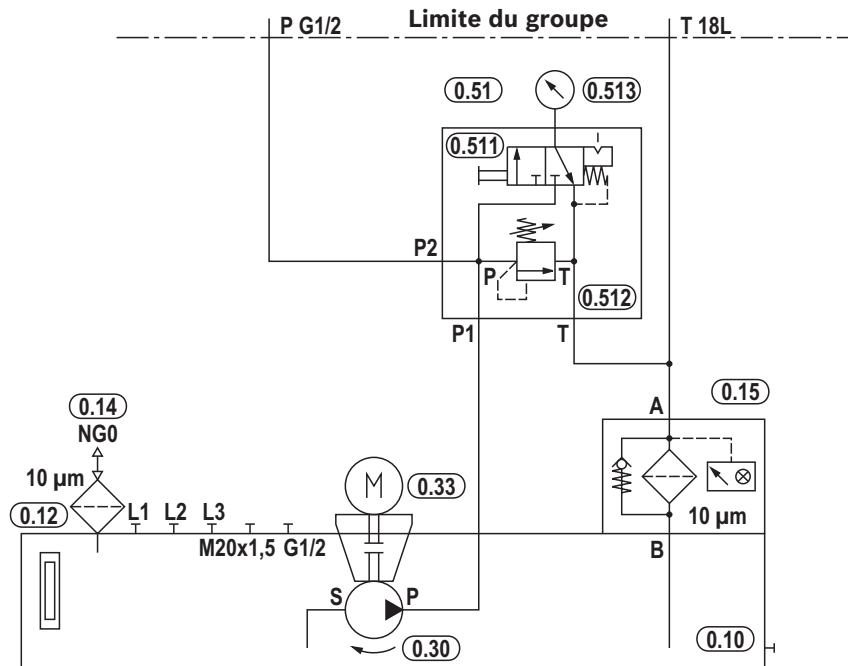 Limite du groupe
P G1/2
T 18L
0.51
0.513
0.511
P2
P
T
0.512
P1
T
0.14
NG0
A
0.15
10 µm
M
0.33
0.12
L1 L2 L3
10 µm
M20x1,5 G1/2
B
S
P
0.30
0.10